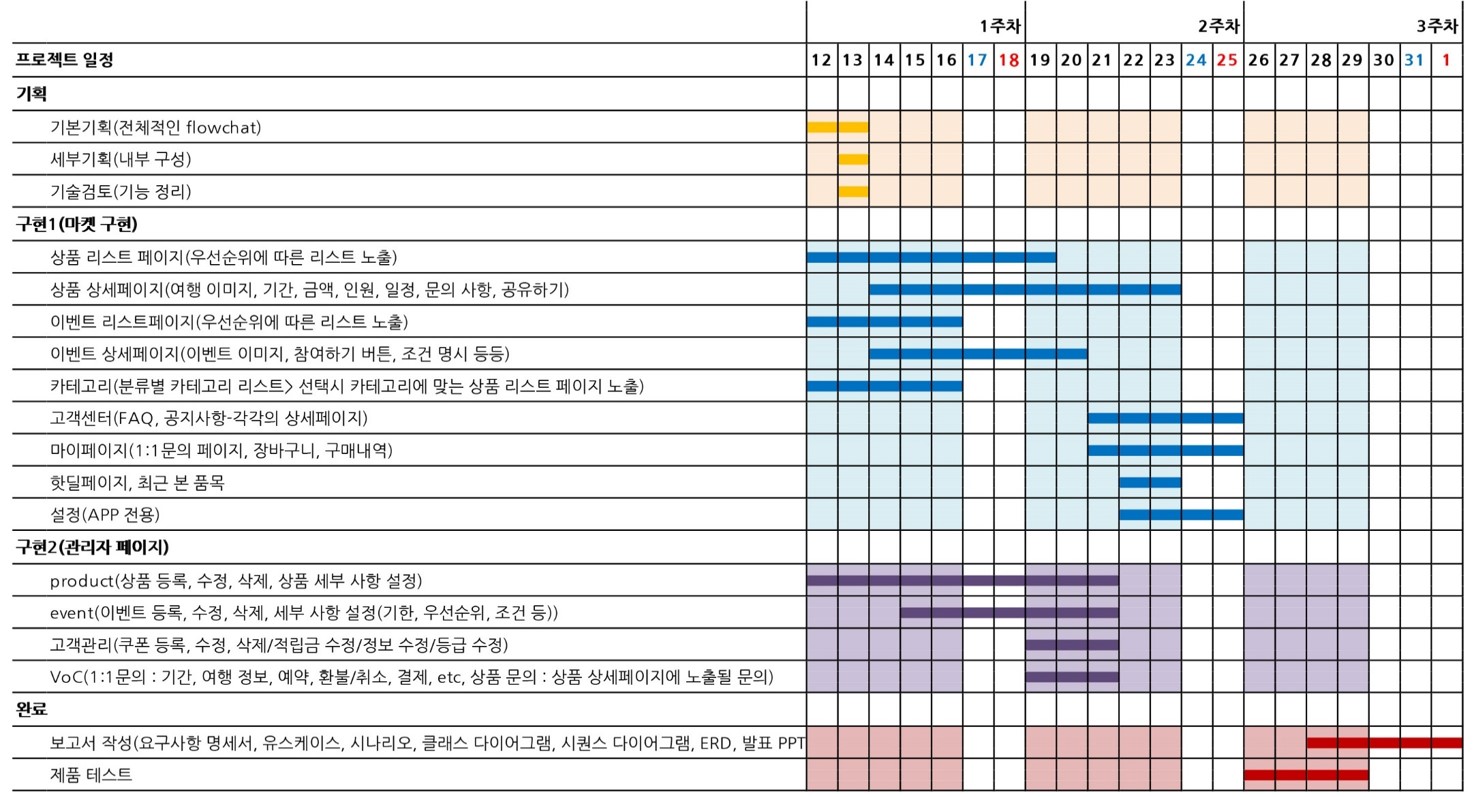 1주차 2주차 3주차
프로젝트 일정 12 13 14 15 16 17 18 19 20 21 22 23 24 25 26 27 28 29 30 31 1
기획
기본기획(전체적인 flowchat)
세부기획(내부 구성)
기술검토(기능 정리)
구현1(마켓 구현)
상품 리스트 페이지(우선순위에 따른 리스트 노출)
상품 상세페이지(여행 이미지, 기간, 금액, 인원, 일정, 문의 사항, 공유하기)
이벤트 리스트페이지(우선순위에 따른 리스트 노출)
이벤트 상세페이지(이벤트 이미지, 참여하기 버튼, 조건 명시 등등)
카테고리(분류별 카테고리 리스트> 선택시 카테고리에 맞는 상품 리스트 페이지 노출)
고객센터(FAQ, 공지사항-각각의 상세페이지)
마이페이지(1:1문의 페이지, 장바구니, 구매내역)
핫딜페이지, 최근 본 품목
설정(APP 전용)
구현2(관리자 페이지)
product(상품 등록, 수정, 삭제, 상품 세부 사항 설정)
event(이벤트 등록, 수정, 삭제, 세부 사항 설정(기한, 우선순위, 조건 등))
고객관리(쿠폰 등록, 수정, 삭제/적립금 수정/정보 수정/등급 수정)
VoC(1:1문의 : 기간, 여행 정보, 예약, 환불/취소, 결제, etc, 상품 문의 : 상품 상세페이지에 노출될 문의)
완료
보고서 작성(요구사항 명세서, 유스케이스, 시나리오, 클래스 다이어그램, 시퀀스 다이어그램, ERD, 발표 PPT
제품 테스트